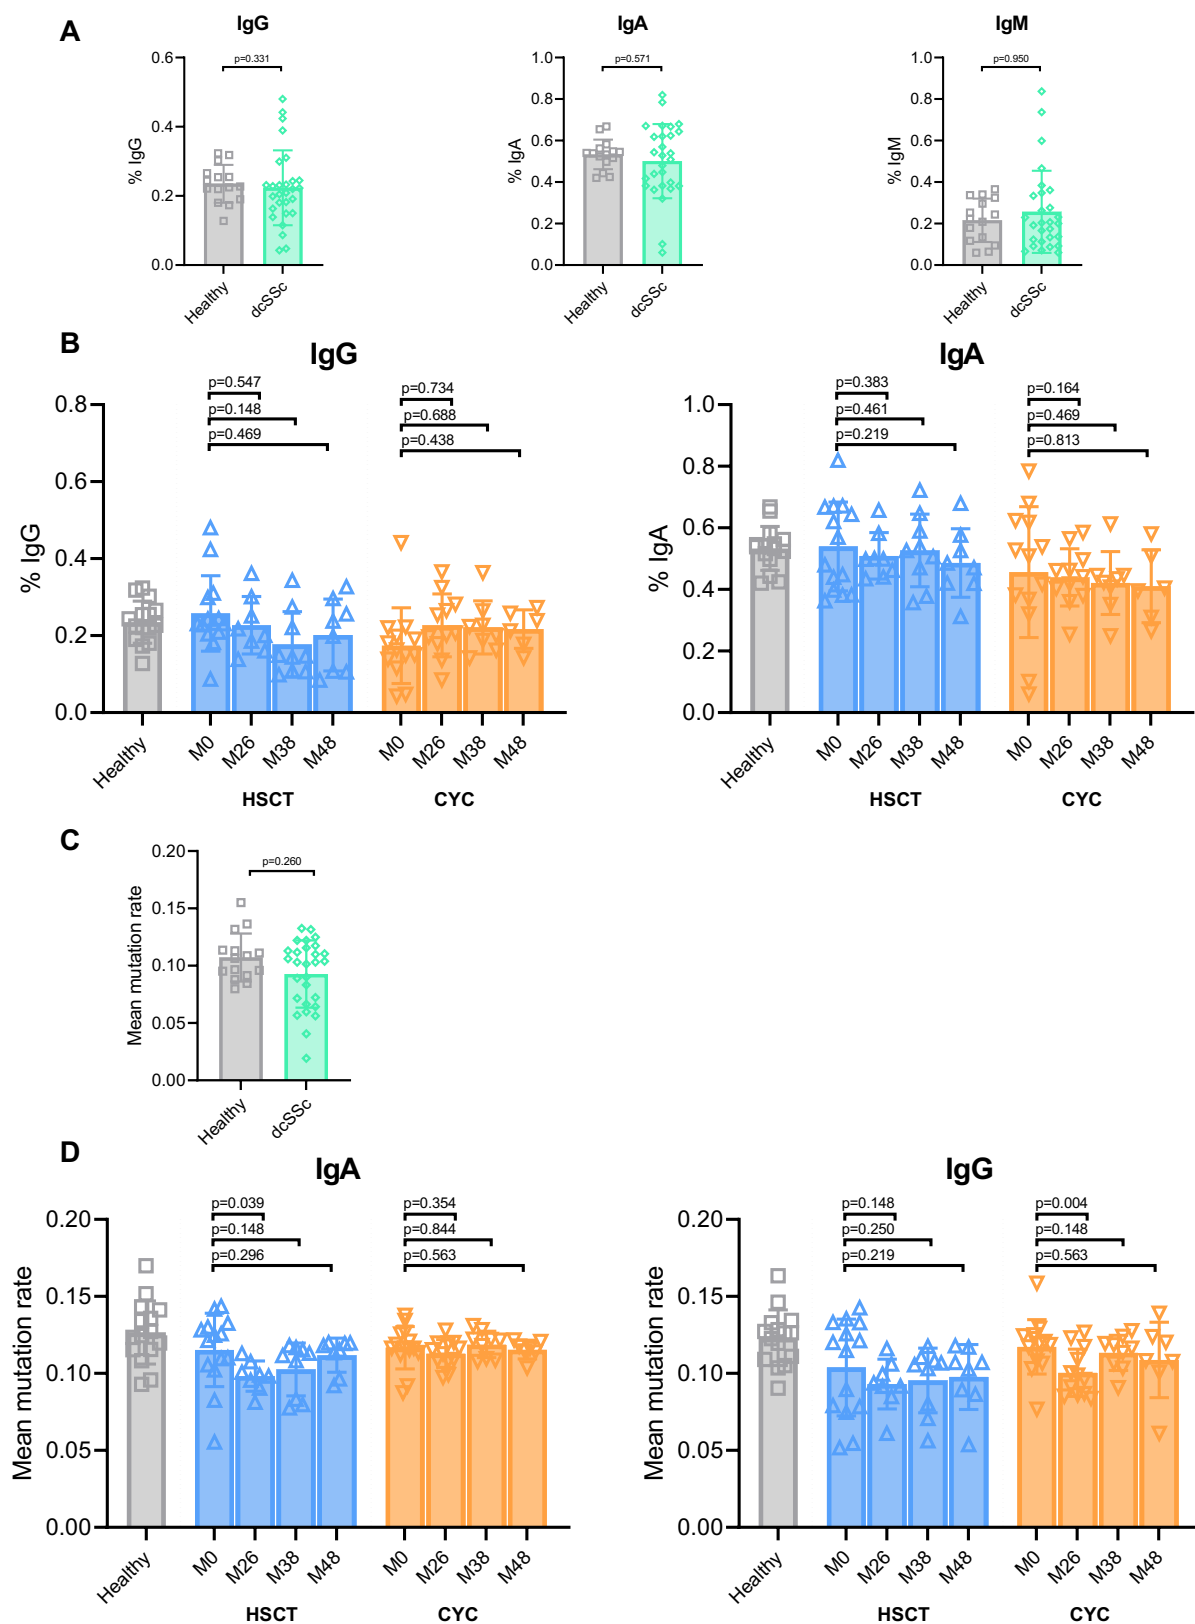 A
IgG
IgA
IgM
p=0.331
p=0.571
p=0.950
% IgG
0.6
0.4
0.2
0.0
% IgA
1.0
0.8
0.6
0.4
0.2
0.0
% IgM
1.0
0.8
0.6
0.4
0.2
0.0
Healthy
dcSSc
Healthy
dcSSc
Healthy
dcSSc
B
IgG
p=0.547
p=0.148
p=0.469
p=0.734
p=0.688
p=0.438
% IgG
0.8
0.6
0.4
0.2
0.0
Healthy
M0
M26
M38
M48
M0
M26
M38
M48
HSCT
CYC
IgA
p=0.383
p=0.461
p=0.219
p=0.164
p=0.469
p=0.813
% IgA
1.0
0.8
0.6
0.4
0.2
0.0
Healthy
M0
M26
M38
M48
M0
M26
M38
M48
HSCT
CYC
C
p=0.260
Mean mutation rate
0.20
0.15
0.10
0.05
0.00
Healthy
dcSSc
D
IgA
p=0.039
p=0.148
p=0.296
p=0.354
p=0.844
p=0.563
Mean mutation rate
0.20
0.15
0.10
0.05
0.00
Healthy
M0
M26
M38
M48
M0
M26
M38
M48
HSCT
CYC
IgG
p=0.148
p=0.250
p=0.219
p=0.004
p=0.148
p=0.563
Mean mutation rate
0.20
0.15
0.10
0.05
0.00
Healthy
M0
M26
M38
M48
M0
M26
M38
M48
HSCT
CYC